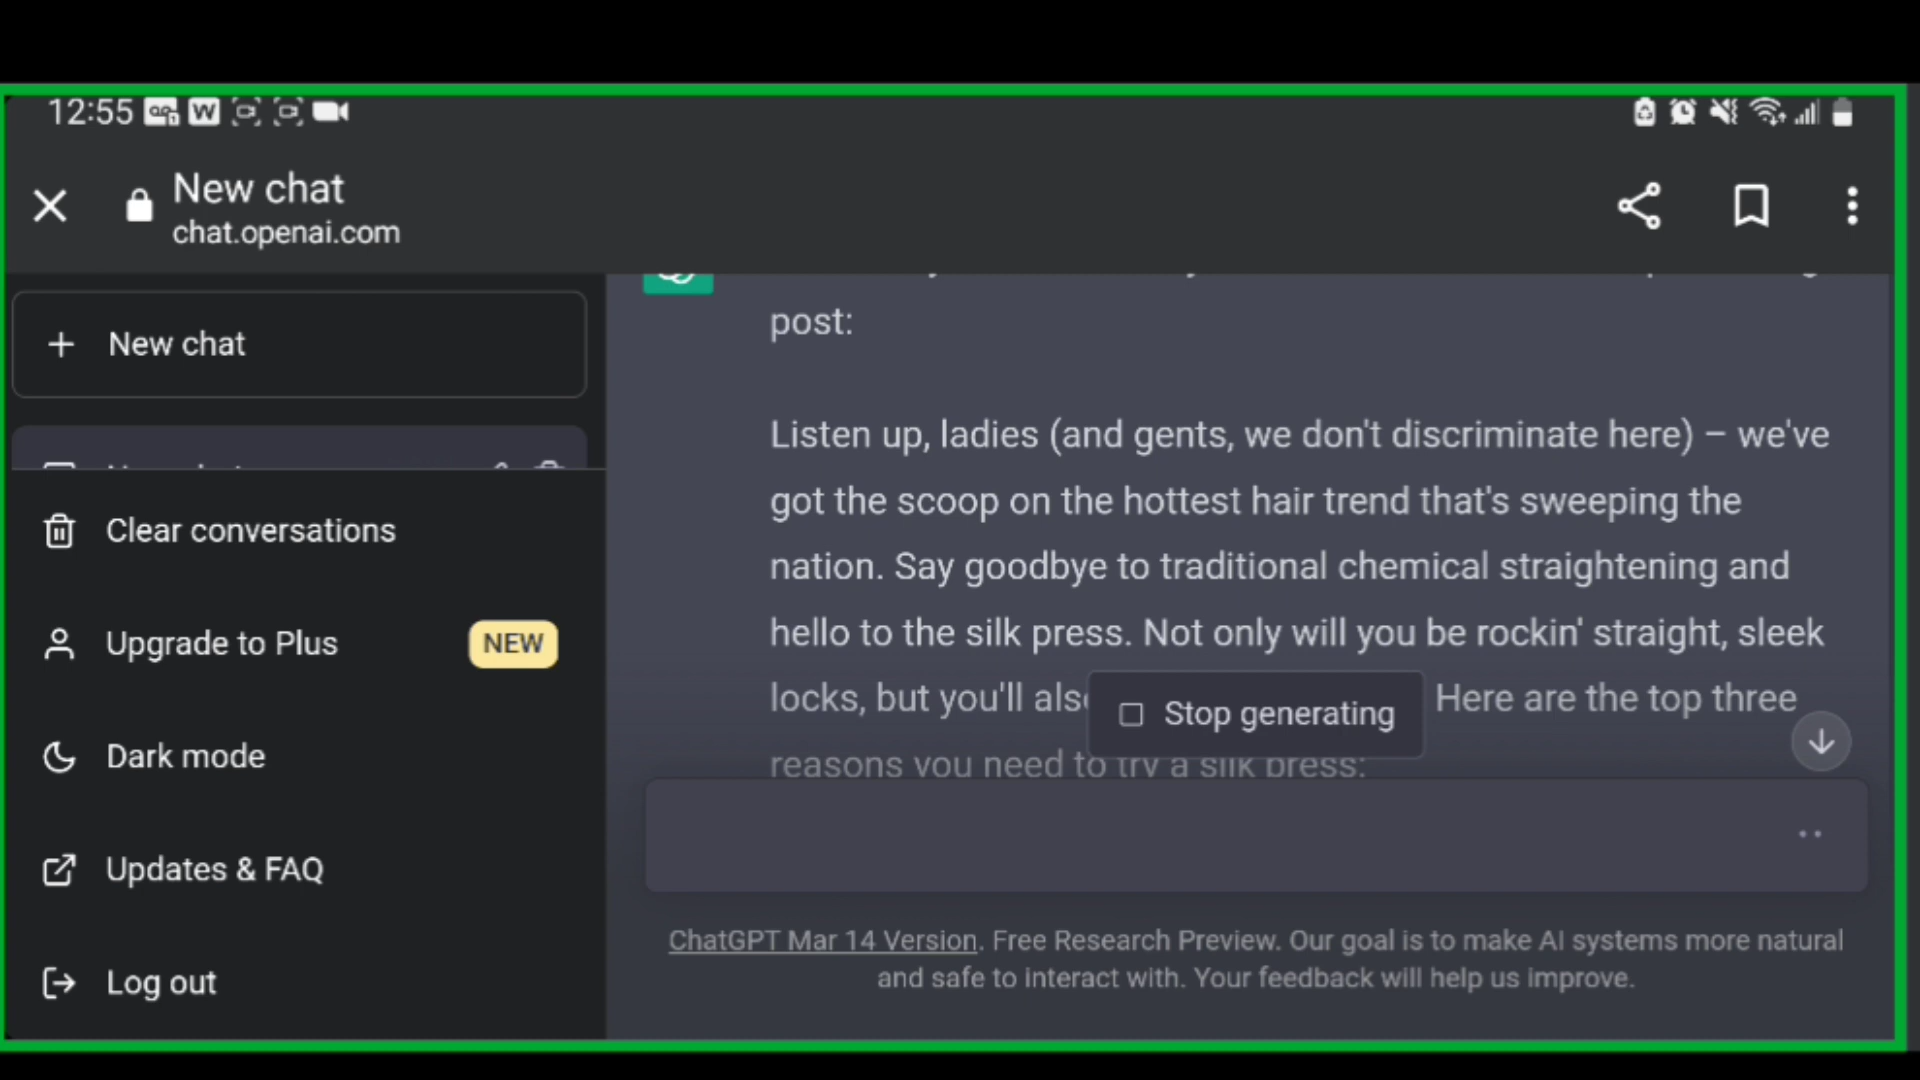 12:55
W
New chat
chat.openai.com
New chat
Clear conversations
Upgrade to Plus NEW
Dark mode
Updates & FAQ
Log out
post:
Listen up, ladies (and gents, we don't discriminate here) – we've
got the scoop on the hottest hair trend that's sweeping the
nation. Say goodbye to traditional chemical straightening and
hello to the silk press. Not only will you be rockin' straight, sleek
locks, but you'll Here are the top three
Stop generating
reasons you need to try a silk press:
ChatGPT Mar 14 Version. Free Research Preview. Our goal is to make AI systems more natural
and safe to interact with. Your feedback will help us improve.